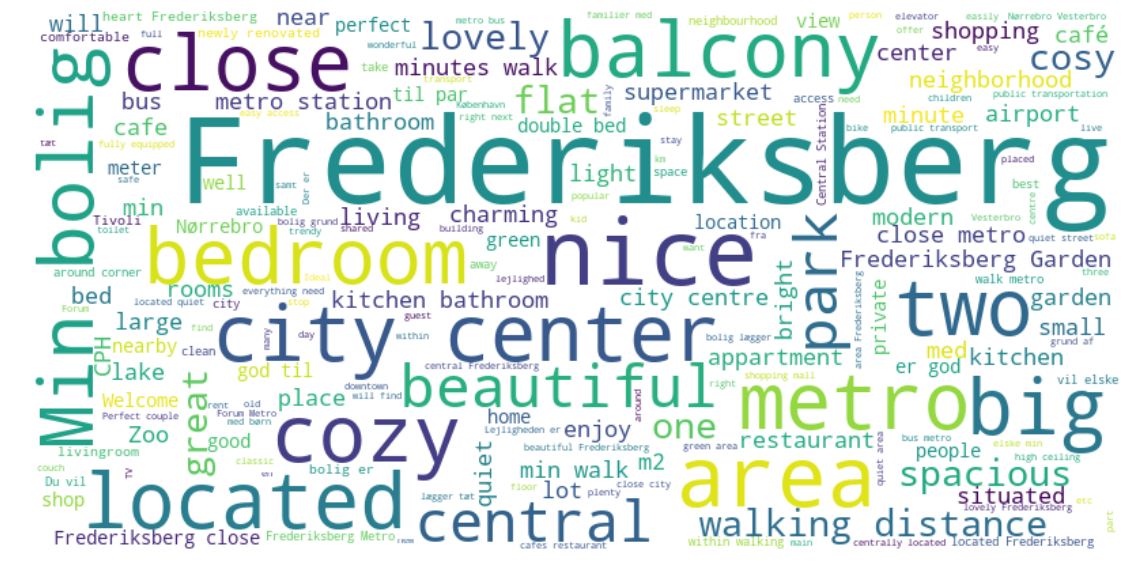 will
heart Frederiksberg
near
perfect
lovely
balcony
familier med
neighbourhood
metro bus
view
person
elevator
easily Nørrebro Vesterbro
comfortable
full
newly renovated
close
wonderful
take
minutes walk
center
offer
shopping
easy
café
cosy
Min bolig
bus
metro station
transport
til par
flat
family
supermarket
sleep
access
need
neighborhood
children
public transportation
cafe
easy access
bathroom
København
right next
double bed
street
Central Station
bike
public transport
minute
airport
live
tæt
fully equipped
Frederiksberg
stay
meter
safe
well
samt
Der er
light
km
space
popular
placed
best
min
Tivoli
toilet
available
Nørrebro
trendy
bolig grund
shared
living
charming
building
kid
green
location
modern
Vesterbro
centre
close metro
quiet street
sofa
around corner
bedroom
Ideal
away
nice
lejlighed
want
fra
park
Frederiksberg Garden
bed
rooms
everything need
located quiet
city
stop
kitchen bathroom
guest
city centre
bright
area Frederiksberg
private
walk metro
three
two
garden
Forum
large
find
clean
many
day
city center
within
bolig lægger
small
grund af
CPH
nearby
lake
great
god til
central Frederiksberg
appartment
er god
med
kitchen
Welcome
Perfect couple
rent
old
place
downtown
will find
beautiful
right
shopping mall
metro
big
vil elske
Zoo
Forum Metro
med børn
good
cozy
home
Lejligheden er
enjoy
around
one
restaurant
bus metro
people
elske min
high ceiling
livingroom
couch
TV
classic
bolig er
quiet
beautiful Frederiksberg
min walk
m2
green area
area
quiet area
spacious
Du vil
shop
located
lægger tæt
floor
lot
plenty
close city
situated
etc
lovely Frederiksberg
central
walking distance
part
Frederiksberg close
Frederiksberg Metro
cafes restaurant
within walking
main
centrally located
located Frederiksberg